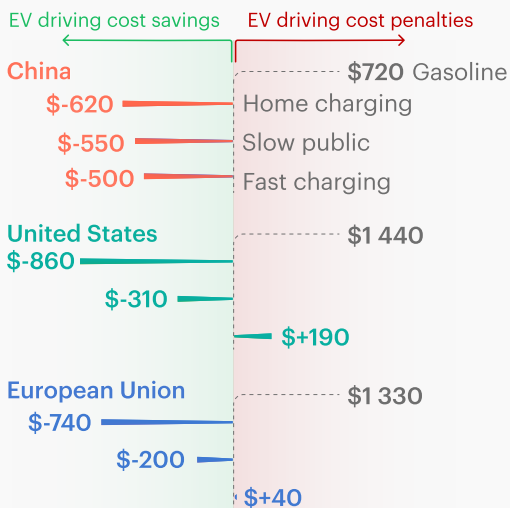 EV driving cost savings
EV driving cost penalties
China
$720 Gasoline
$-620
Home charging
$-550
Slow public
$-500
Fast charging
United States
$1 440
$-860
$-310
$+190
European Union
$1 330
$-740
$-200
$+40